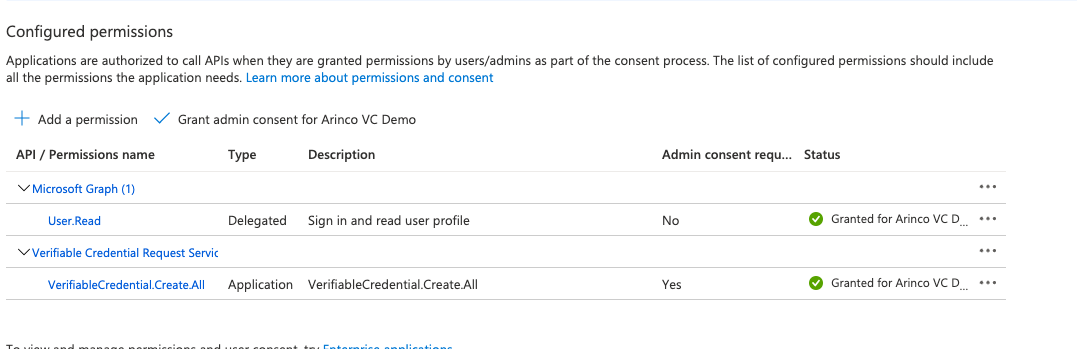 Configured permissions
Applications are authorized to call APIs when they are granted permissions by users/admins as part of the consent process. The list of configured permissions should include
all the permissions the application needs. Learn more about permissions and consent
Add a permission Grant admin consent for Arinco VC Demo
API / Permissions name Type Description Admin consent requ... Status
Microsoft Graph (1) •••
User.Read Delegated Sign in and read user profile No Granted for Arinco VC D... •••
Verifiable Credential Request Servic •••
VerifiableCredential.Create.All Application VerifiableCredential.Create.All Yes Granted for Arinco VC D... •••
To view and manage permissions and user consent, try Enterprise applications